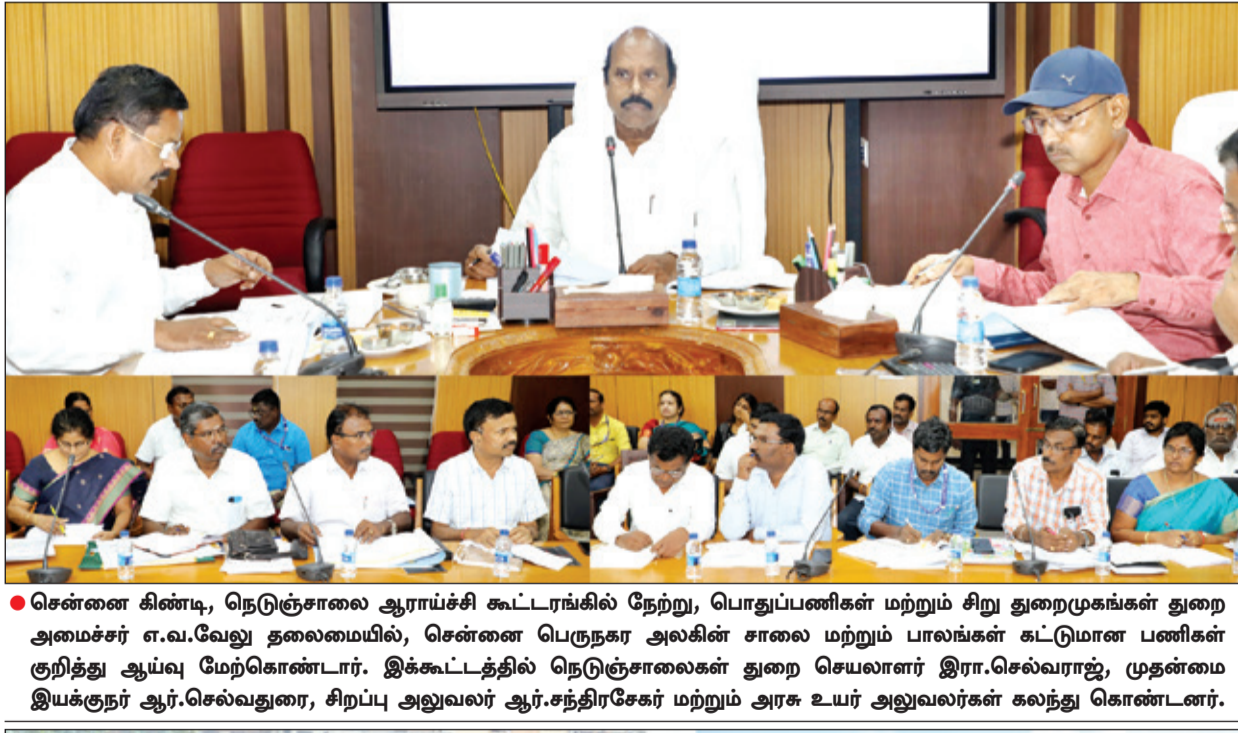 சென்னை கிண்டி, நெடுஞ்சாலை ஆராய்ச்சி கூட்டரங்கில் நேற்று, பொதுப்பணிகள் மற்றும் சிறு துறைமுகங்கள் துறை
அமைச்சர் எ.வ.வேலு தலைமையில், சென்னை பெருநகர அலகின் சாலை மற்றும் பாலங்கள் கட்டுமான பணிகள்
குறித்து ஆய்வு மேற்கொண்டார். இக்கூட்டத்தில் நெடுஞ்சாலைகள் துறை செயலாளர் இரா.செல்வராஜ், முதன்மை
இயக்குநர் ஆர்.செல்வதுரை, சிறப்பு அலுவலர் ஆர்.சந்திரசேகர் மற்றும் அரசு உயர் அலுவலர்கள் கலந்து கொண்டனர்.